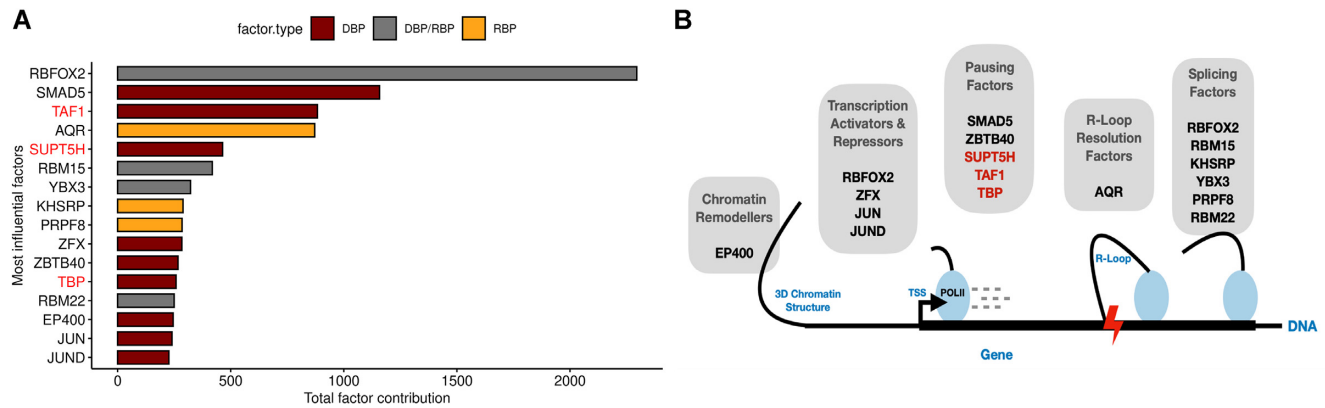 A
factor.type DBP DBP/RBP RBP
Most influential factors
RBFOX2
SMAD5
TAF1
AQR
SUPT5H
RBM15
YBX3
KHSRP
PRPF8
ZFX
ZBTB40
TBP
RBM22
EP400
JUN
JUND
0 500 1000 1500 2000
Total factor contribution
B
Chromatin
Remodellers
EP400
Transcription
Activators &
Repressors
RBFOX2
ZFX
JUN
JUND
Pausing
Factors
SMAD5
ZBTB40
SUPT5H
TAF1
TBP
R-Loop
Resolution
Factors
AQR
Splicing
Factors
RBFOX2
RBM15
KHSRP
YBX3
PRPF8
RBM22
3D Chromatin
Structure
TSS
POLII
R-Loop
DNA
Gene